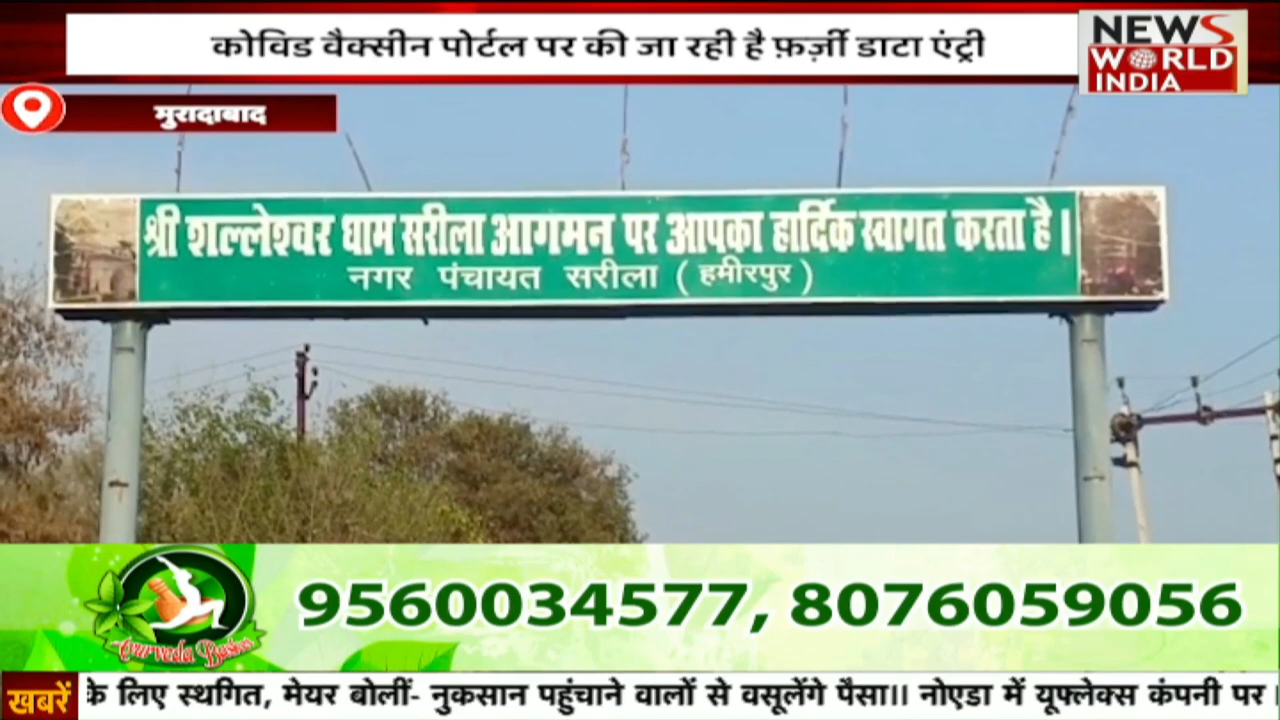 कोविड वैक्सीन पोर्टल पर की जा रही है फ़र्ज़ी डाटा एंट्री
NEWS
WORLD
INDIA
मुरादाबाद
श्री शल्लेश्वर धाम सरीला आगमन पर आपका हार्दिक स्वागत करता है।
नगर पंचायत सरीला (हमीरपुर)
9560034577, 8076059056
Ayurveda
खबरें के लिए स्थगित, मेयर बोलीं- नुकसान पहुंचाने वालों से वसूलेंगे पैसा।। नोएडा में यूफ्लेक्स कंपनी पर